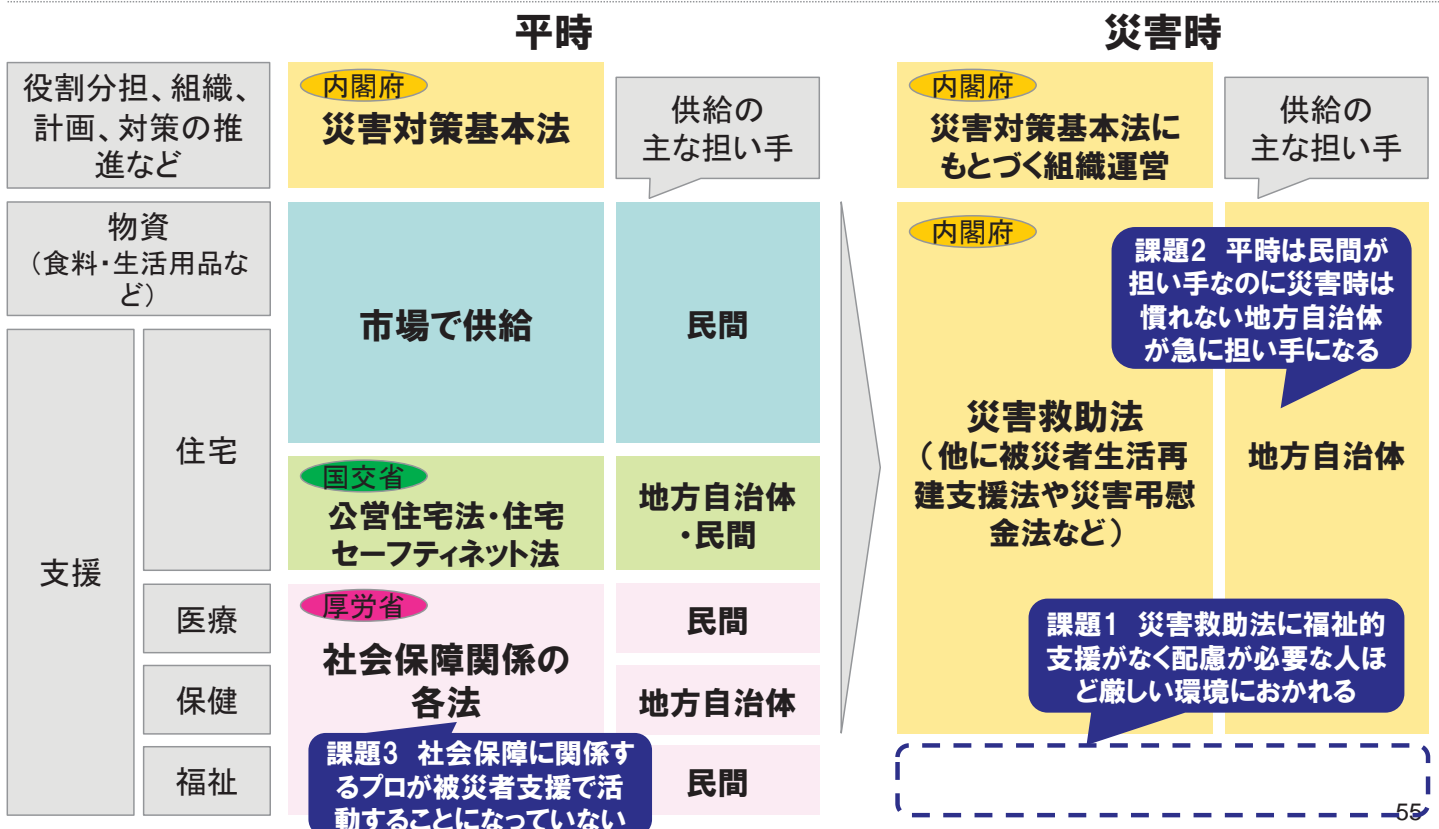 平時
災害時
役割分担、組織、
計画、対策の推
進など
内閣府
災害対策基本法
供給の
主な担い手
内閣府
災害対策基本法に
もとづく組織運営
供給の
主な担い手
物資
（食料・生活用品な
ど）
市場で供給
民間
内閣府
課題2　平時は民間が
担い手なのに災害時は
慣れない地方自治体
が急に担い手になる
災害救助法
（他に被災者生活再
建支援法や災害弔慰
金法など）
地方自治体
支援
住宅
国交省
公営住宅法・住宅
セーフティネット法
地方自治体
・民間
医療
厚労省
社会保障関係の
各法
民間
課題1　災害救助法に福祉的
支援がなく配慮が必要な人ほ
ど厳しい環境におかれる
保健
地方自治体
福祉
課題3　社会保障に関係す
るプロが被災者支援で活
動することになっていない
民間
55